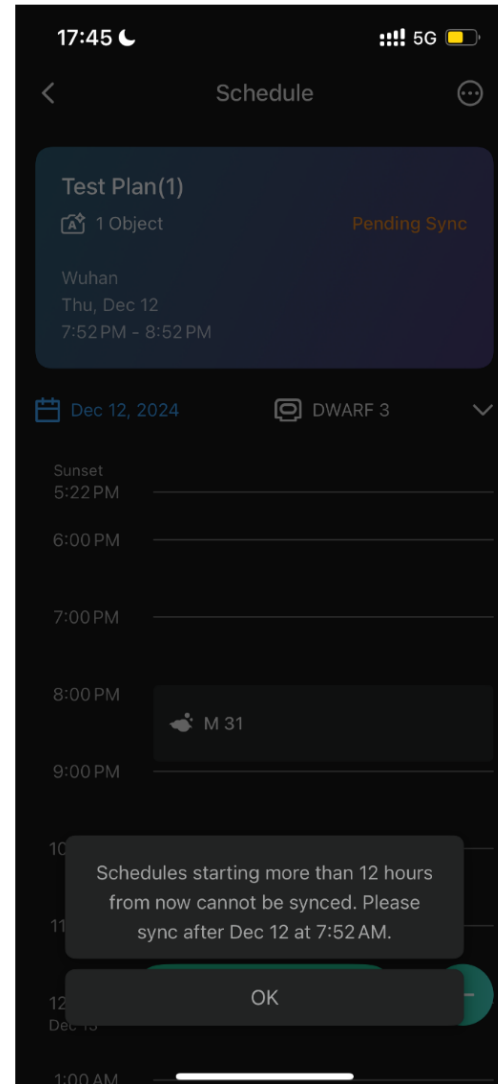 17:45
5G
Schedule
Test Plan(1)
1 Object
Pending Sync
Wuhan
Thu, Dec 12
7:52 PM - 8:52 PM
Dec 12, 2024
DWARF 3
Sunset
5:22 PM
6:00 PM
7:00 PM
8:00 PM
M 31
9:00 PM
10
Schedules starting more than 12 hours
from now cannot be synced. Please
sync after Dec 12 at 7:52 AM.
11
OK
12
1:00 AM